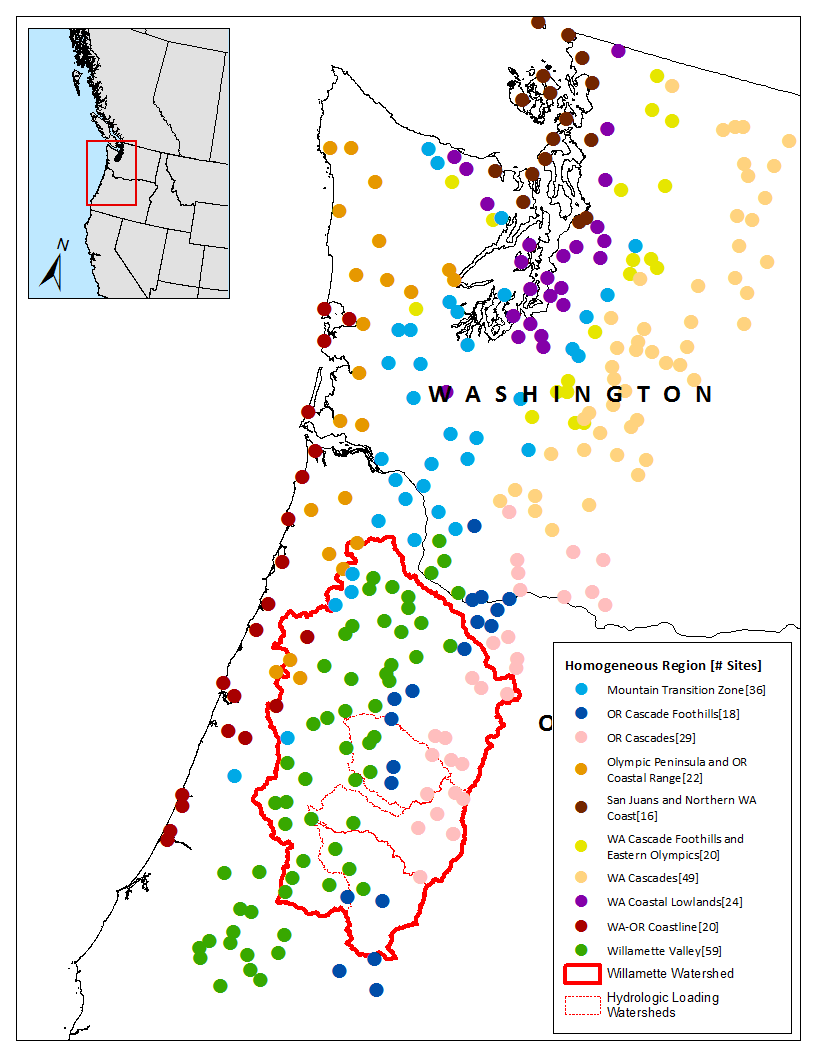 N
W A S H I N G T O N
O
Homogeneous Region [# Sites]
Mountain Transition Zone[36]
OR Cascade Foothills[18]
OR Cascades[29]
Olympic Peninsula and OR
Coastal Range[22]
San Juans and Northern WA
Coast[16]
WA Cascade Foothills and
Eastern Olympics[20]
WA Cascades[49]
WA Coastal Lowlands[24]
WA-OR Coastline[20]
Willamette Valley[59]
Willamette Watershed
Hydrologic Loading
Watersheds